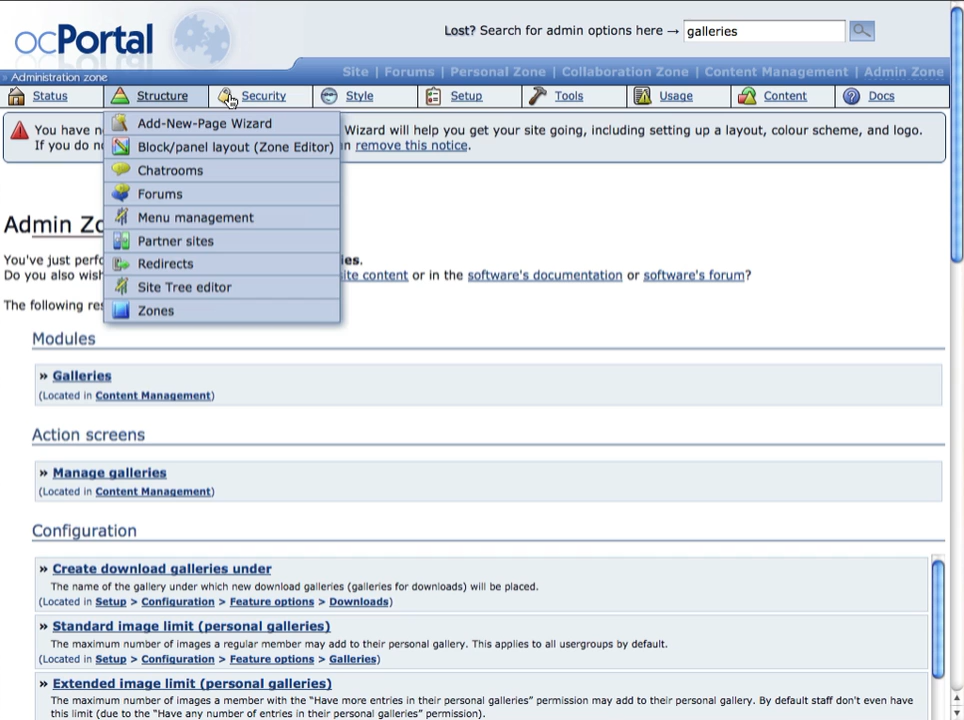 ocPortal
Lost? Search for admin options here → galleries
» Administration zone
Site | Forums | Personal Zone | Collaboration Zone | Content Management | Admin Zone
Status Structure Security Style Setup Tools Usage Content Docs
Add-New-Page Wizard
Block/panel layout (Zone Editor)
Chatrooms
Forums
Menu management
Partner sites
Redirects
Site Tree editor
Zones
You have n Wizard will help you get your site going, including setting up a layout, colour scheme, and logo.
If you do n remove this notice.
Admin Zo
You've just perf ies.
Do you also wish ite content or in the software's documentation or software's forum?
The following res
Modules
» Galleries
(Located in Content Management)
Action screens
» Manage galleries
(Located in Content Management)
Configuration
» Create download galleries under
The name of the gallery under which new download galleries (galleries for downloads) will be placed.
(Located in Setup > Configuration > Feature options > Downloads)
» Standard image limit (personal galleries)
The maximum number of images a regular member may add to their personal gallery. This applies to all usergroups by default.
(Located in Setup > Configuration > Feature options > Galleries)
» Extended image limit (personal galleries)
The maximum number of images a member with the "Have more entries in their personal galleries" permission may add to their personal gallery. By default staff don't even have
this limit (due to the "Have any number of entries in their personal galleries" permission).